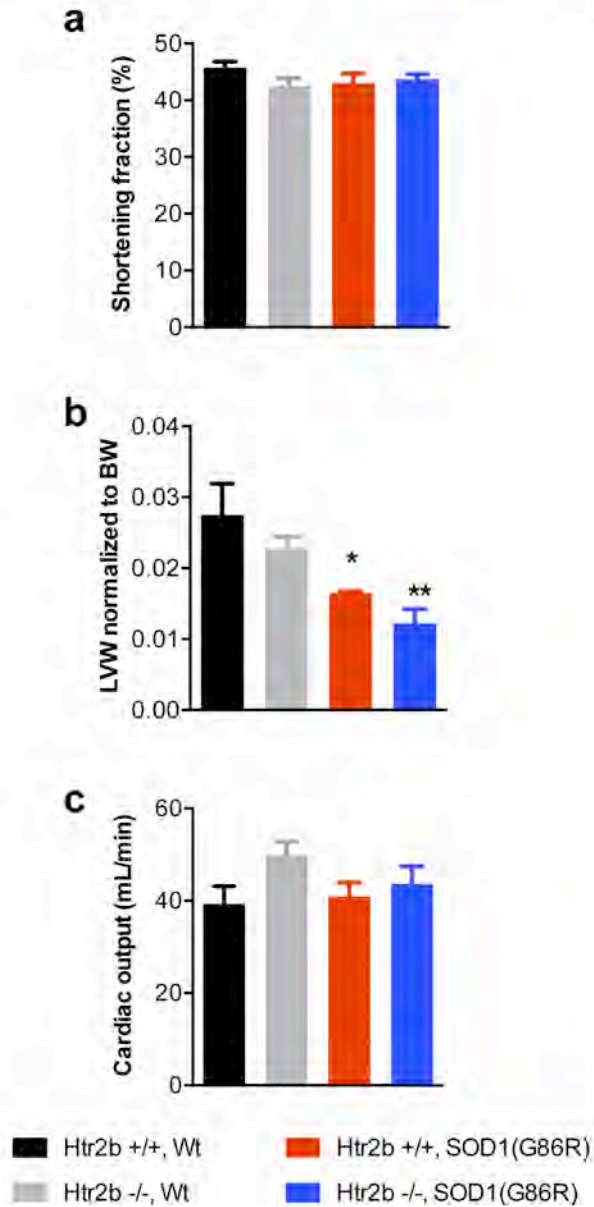 a
Shortening fraction (%)
50
40
30
20
10
0
b
LVW normalized to BW
0.04
0.03
0.02
0.01
0.00
*
**
c
Cardiac output (mL/min)
60
40
20
0
Htr2b +/+, Wt
Htr2b +/+, SOD1(G86R)
Htr2b -/-, Wt
Htr2b -/-, SOD1(G86R)